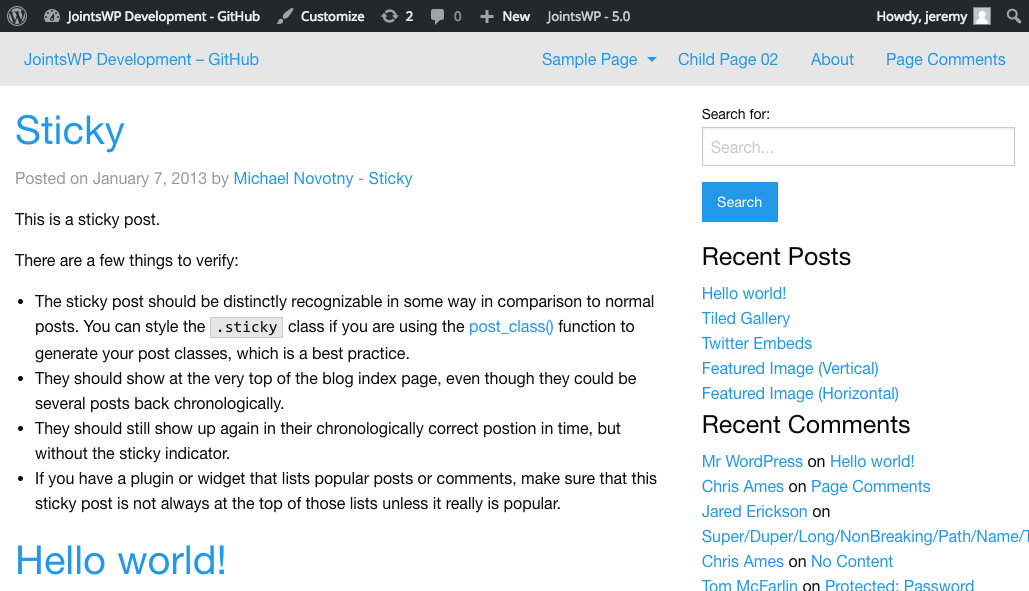 JointsWP Development - GitHub Customize 2 0 New JointsWP - 5.0 Howdy, jeremy
JointsWP Development – GitHub Sample Page Child Page 02 About Page Comments
Sticky
Posted on January 7, 2013 by Michael Novotny - Sticky
This is a sticky post.
There are a few things to verify:
• The sticky post should be distinctly recognizable in some way in comparison to normal
posts. You can style the .sticky class if you are using the post_class() function to
generate your post classes, which is a best practice.
• They should show at the very top of the blog index page, even though they could be
several posts back chronologically.
• They should still show up again in their chronologically correct postion in time, but
without the sticky indicator.
• If you have a plugin or widget that lists popular posts or comments, make sure that this
sticky post is not always at the top of those lists unless it really is popular.
Hello world!
Search for:
Search...
Search
Recent Posts
Hello world!
Tiled Gallery
Twitter Embeds
Featured Image (Vertical)
Featured Image (Horizontal)
Recent Comments
Mr WordPress on Hello world!
Chris Ames on Page Comments
Jared Erickson on
Super/Duper/Long/NonBreaking/Path/Name/T
Chris Ames on No Content
Tom McFarlin on Protected: Password